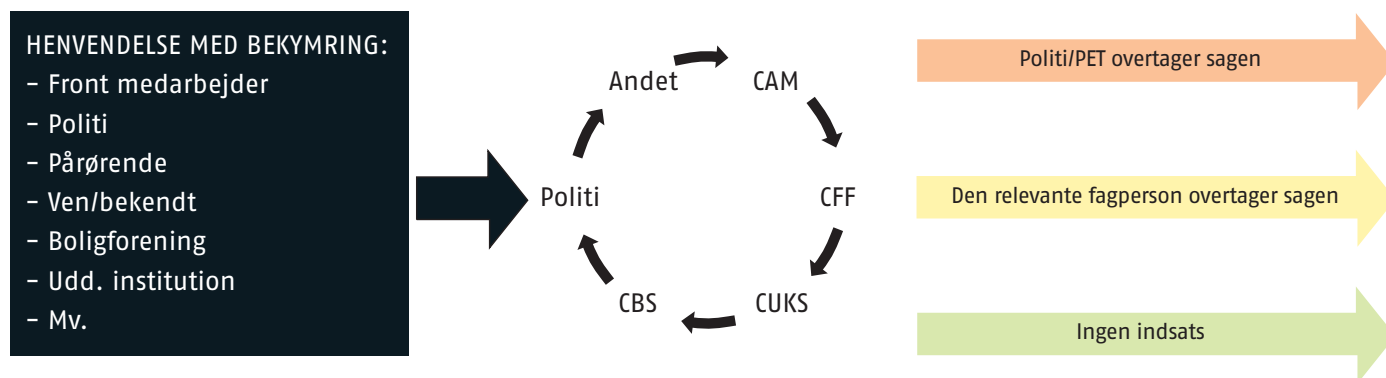 HENVENDELSE MED BEKYMRING:
– Front medarbejder
– Politi
– Pårørende
– Ven/bekendt
– Boligforening
– Udd. institution
– Mv.
Andet
CAM
Politi
CFF
CBS
CUKS
Politi/PET overtager sagen
Den relevante fagperson overtager sagen
Ingen indsats